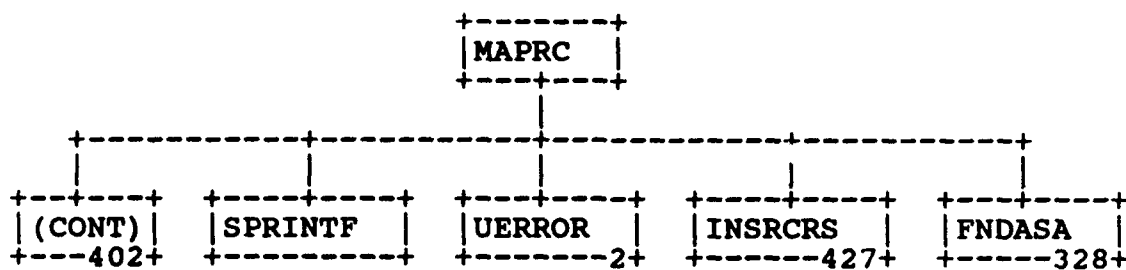 MAPRC
(CONT) SPRINTF UERROR INSRCRS FNDASA
402 2 427 328